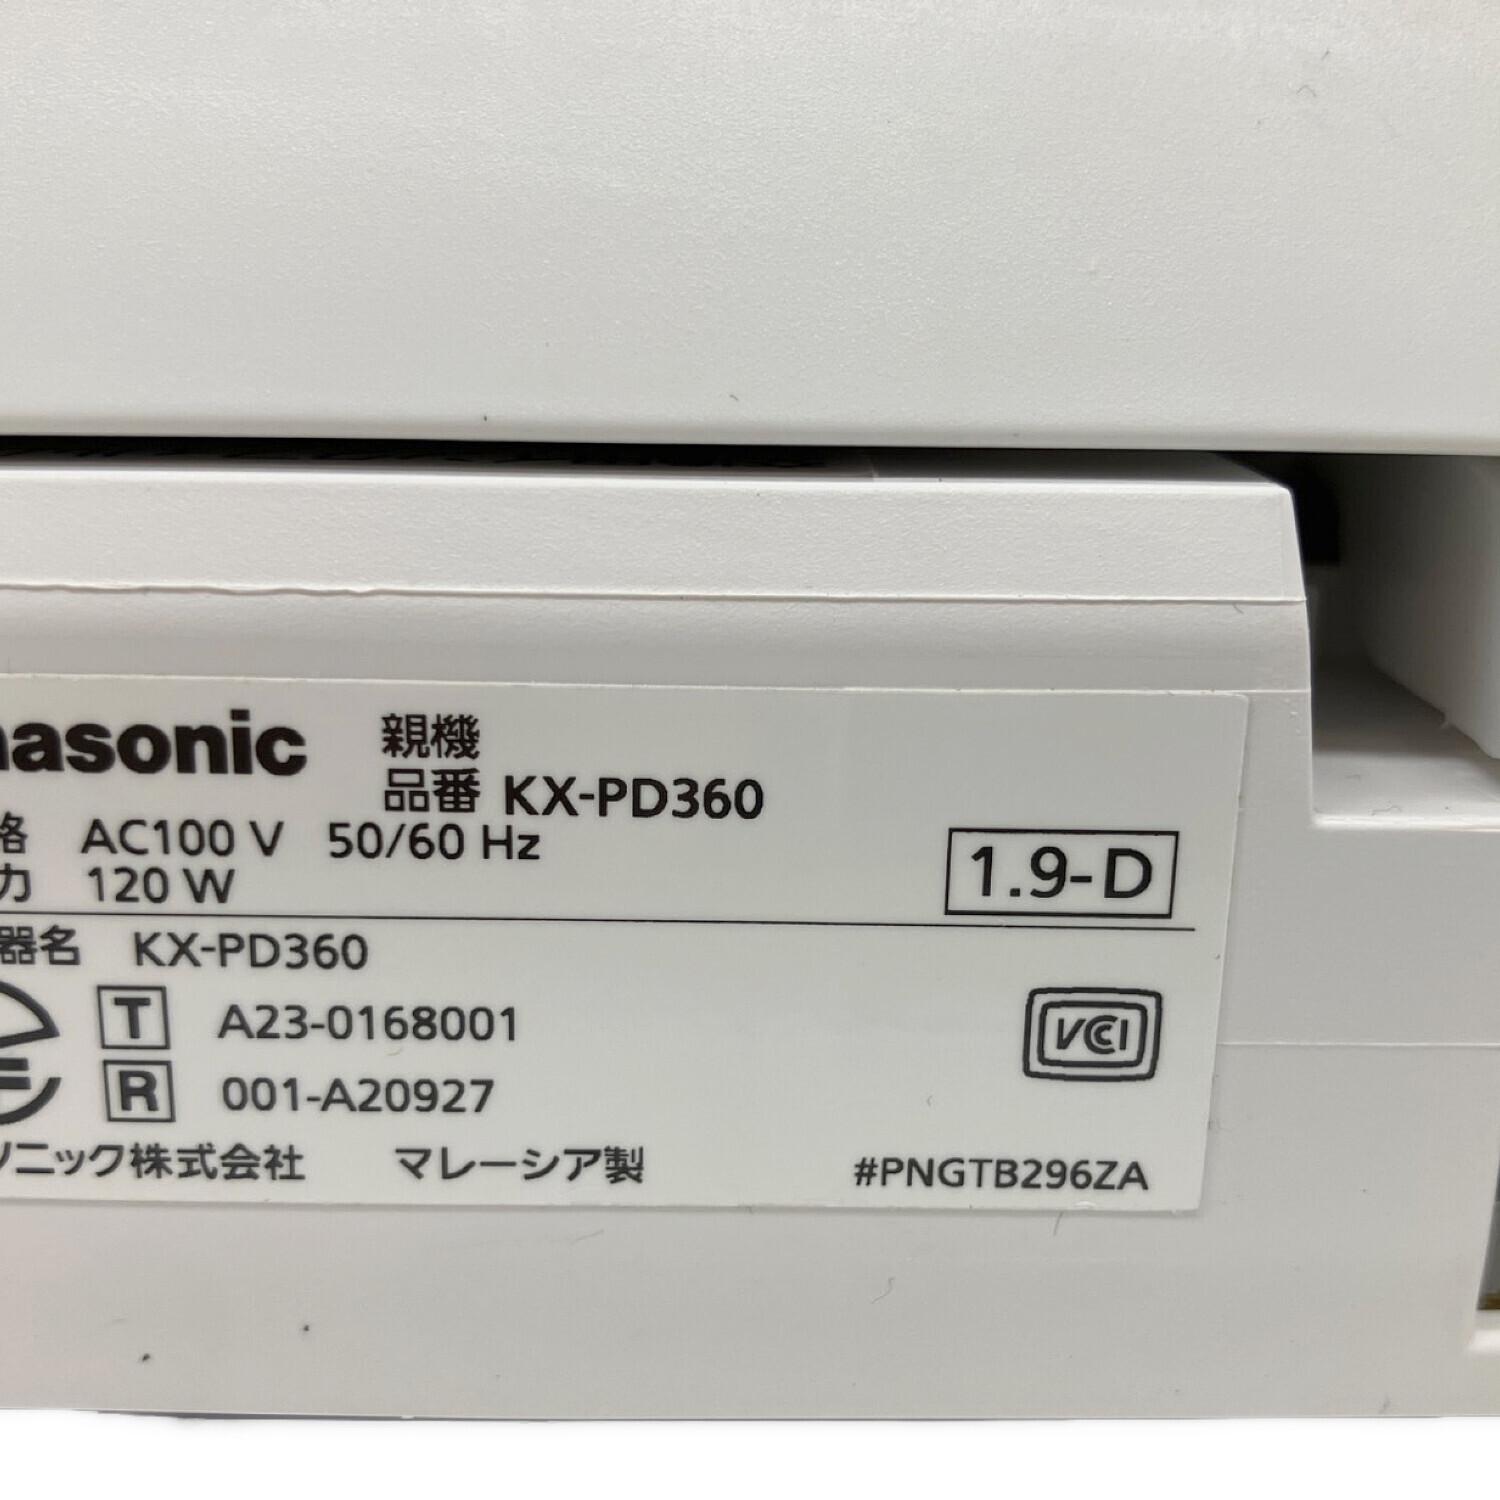 nasonic 親機
品番 KX-PD360
格 AC100 V 50/60 Hz
力 120 W
1.9-D
器名 KX-PD360
T A23-0168001
R 001-A20927
VCCI
ソニック株式会社 マレーシア製 #PNGTB296ZA